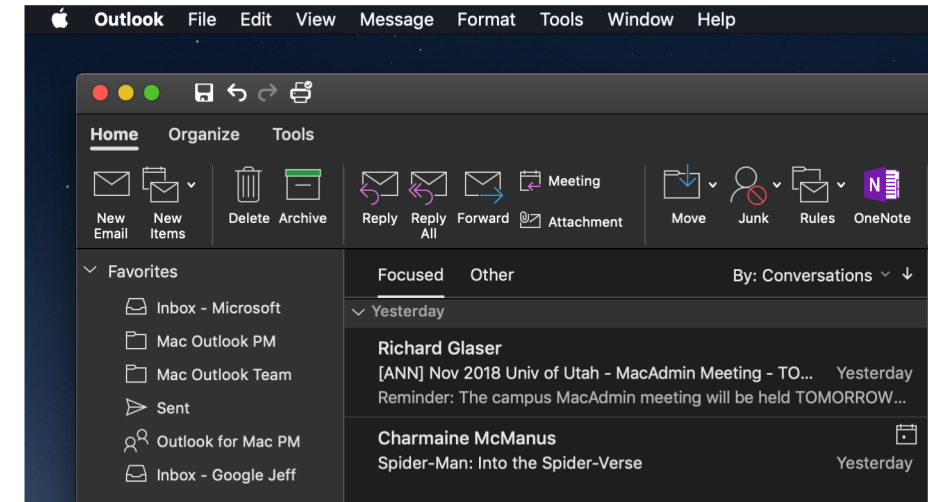 Outlook File Edit View Message Format Tools Window Help
Home Organize Tools
New Email
New Items
Delete
Archive
Reply
Reply All
Forward
Meeting
Attachment
Move
Junk
Rules
N
OneNote
Favorites
Inbox - Microsoft
Mac Outlook PM
Mac Outlook Team
Sent
Outlook for Mac PM
Inbox - Google Jeff
Focused Other By: Conversations
Yesterday
Richard Glaser
[ANN] Nov 2018 Univ of Utah - MacAdmin Meeting - TO... Yesterday
Reminder: The campus MacAdmin meeting will be held TOMORROW...
Charmaine McManus
Spider-Man: Into the Spider-Verse Yesterday